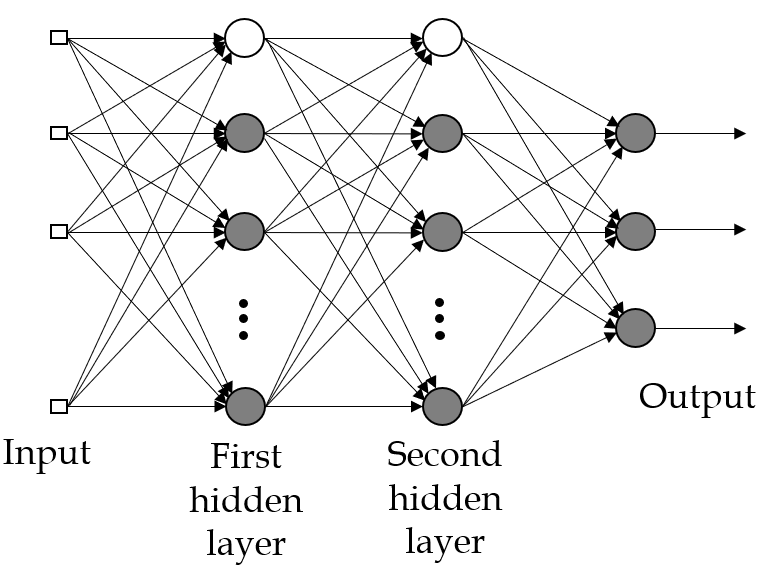 Output
Input
First
hidden
layer
Second
hidden
layer